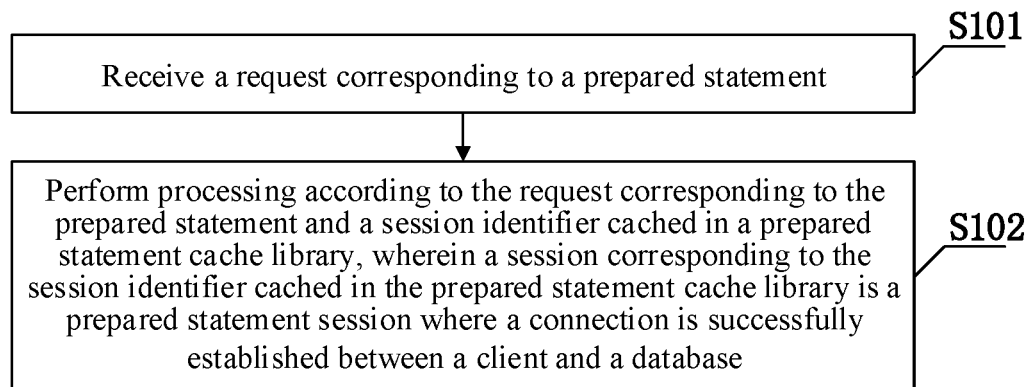 S101
Receive a request corresponding to a prepared statement
Perform processing according to the request corresponding to the
prepared statement and a session identifier cached in a prepared
statement cache library, wherein a session corresponding to the
session identifier cached in the prepared statement cache library is a
prepared statement session where a connection is successfully
established between a client and a database
S102